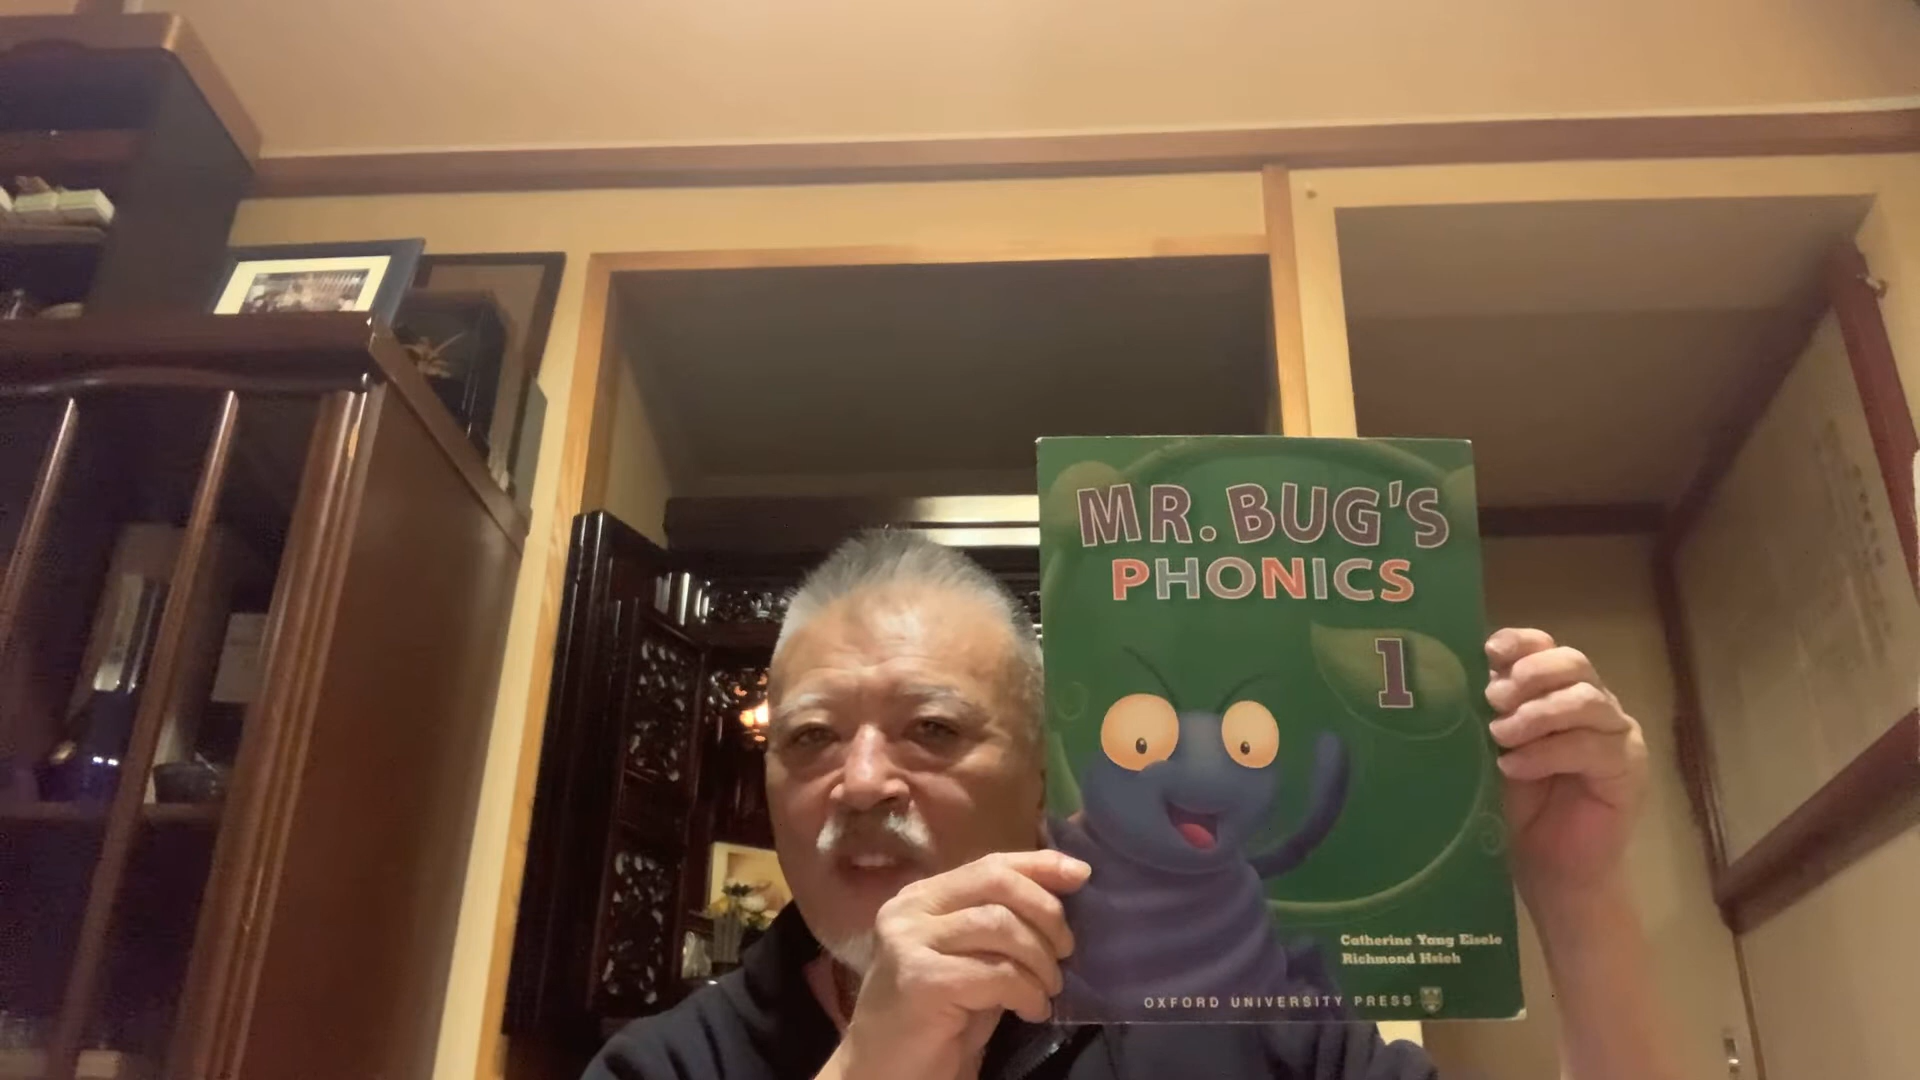 MR. BUG'S
PHONICS
1
Catherine Yang Eisele
Richmond Hsieh
OXFORD UNIVERSITY PRESS